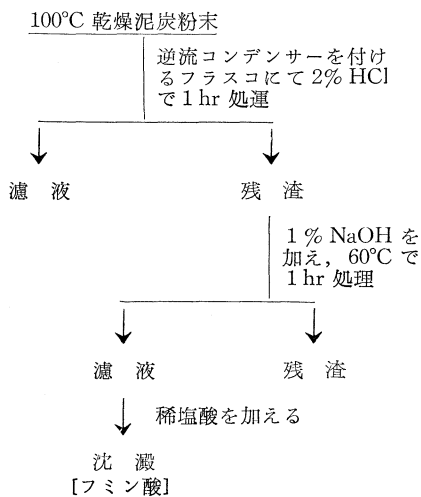 100℃ 乾燥泥炭粉末
逆流コンデンサーを付け
るフラスコにて 2% HCl
で 1 hr 処運
濾 液
残 渣
1 % NaOH を
加え, 60℃ で
1 hr 処理
濾 液
残 渣
稀塩酸を加える
沈 澱
[フミン酸]